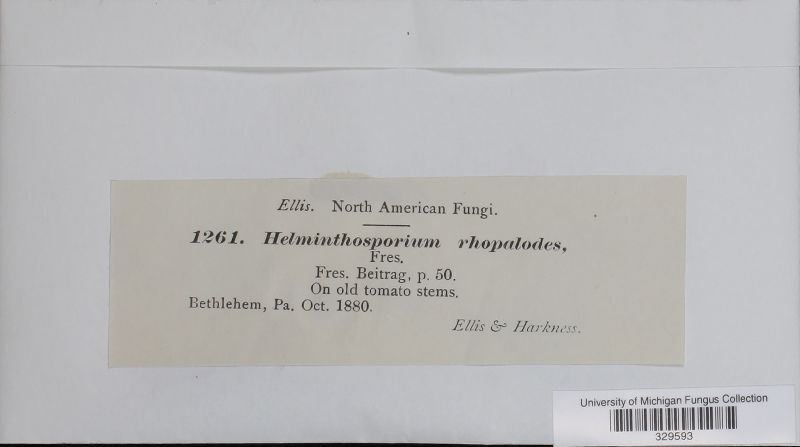 Ellis. North American Fungi.
1261. Helminthosporium rhopalodes,
Fres.
Fres. Beitrag, p. 50.
On old tomato stems.
Bethlehem, Pa. Oct. 1880.
Ellis & Harkness.
University of Michigan Fungus Collection
329593